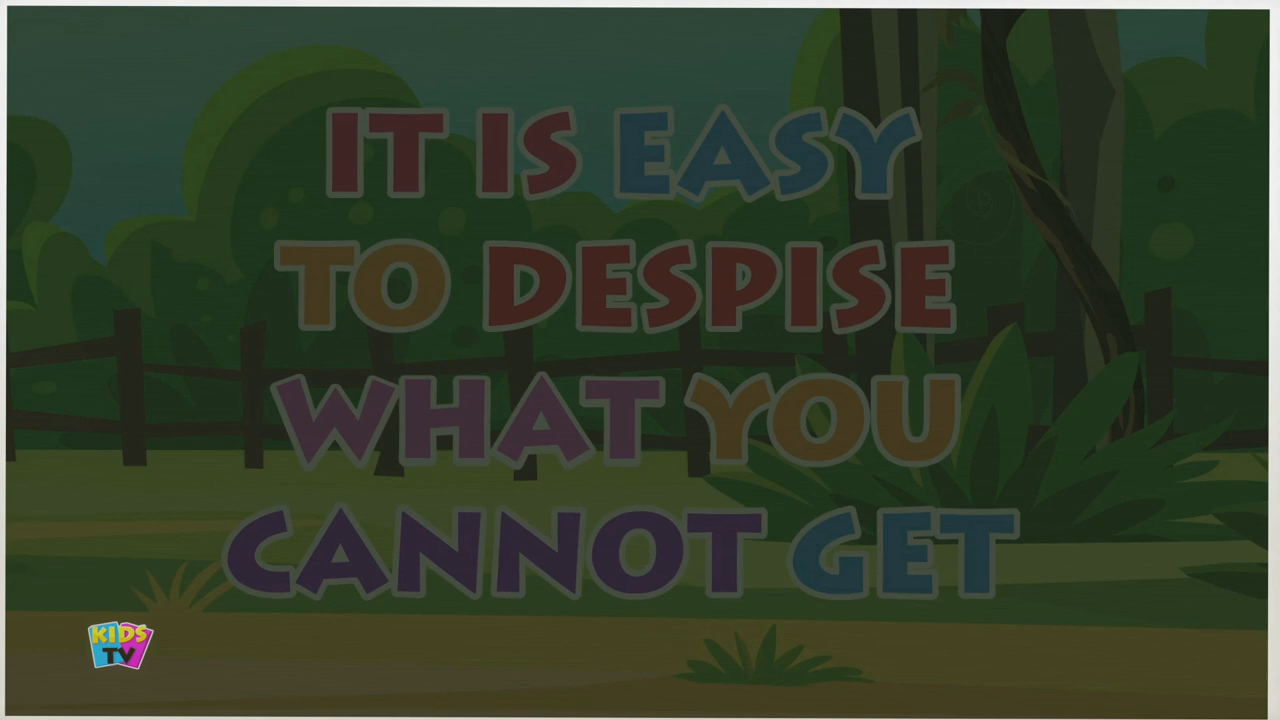 IT IS EASY
TO DESPISE
WHAT YOU
CANNOT GET
KIDS
TV